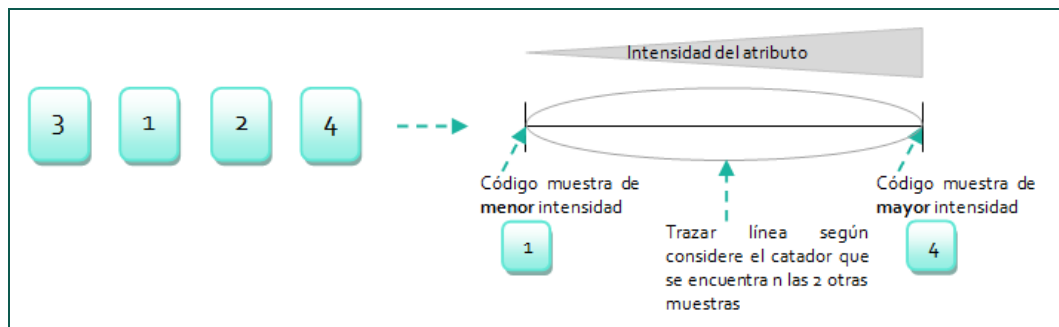 Intensidad del atributo
3
1
2
4
Código muestra de
menor intensidad
1
Trazar línea según
considere el catador que
se encuentra n las 2 otras
muestras
Código muestra de
mayor intensidad
4